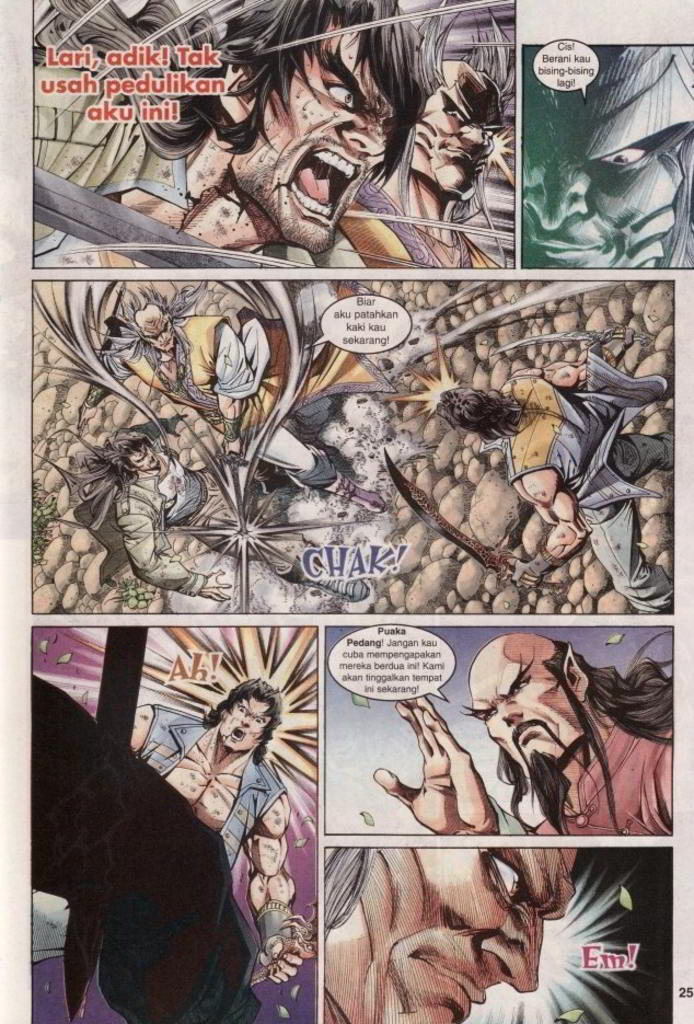 Lari, adik! Tak
usah pedulikan
aku ini!
Cis!
Berani kau
bising-bising
lagi!
Biar
aku patahkan
kaki kau
sekarang!
CHAK!
Ah!
Puaka
Pedang! Jangan kau
cuba mempengapakan
mereka berdua ini! Kami
akan tinggalkan tempat
ini sekarang!
Em!
25